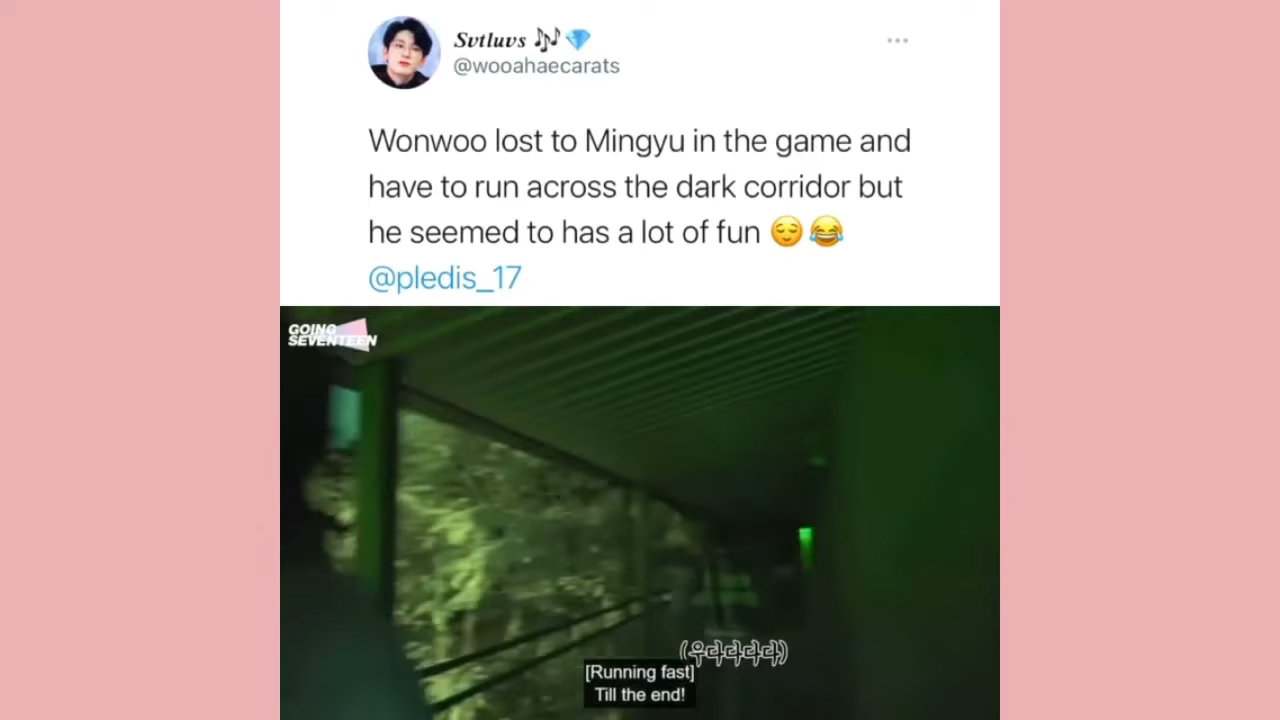 Svtluvs 🎶💎
@wooahaecarats
Wonwoo lost to Mingyu in the game and
have to run across the dark corridor but
he seemed to has a lot of fun 😌😂
@pledis_17
GOING
SEVENTEEN
(우다다다다)
[Running fast]
Till the end!